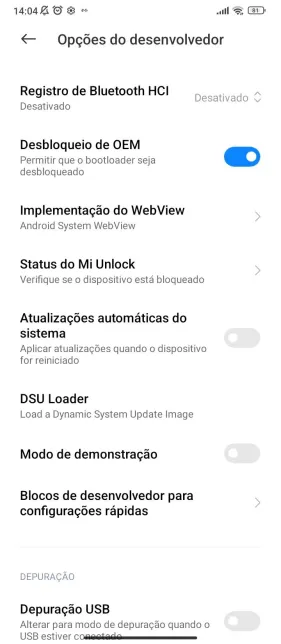 14:04
81
Opções do desenvolvedor
Registro de Bluetooth HCI
Desativado
Desativado
Desbloqueio de OEM
Permitir que o bootloader seja
desbloqueado
Implementação do WebView
Android System WebView
Status do Mi Unlock
Verifique se o dispositivo está bloqueado
Atualizações automáticas do
sistema
Aplicar atualizações quando o dispositivo
for reiniciado
DSU Loader
Load a Dynamic System Update Image
Modo de demonstração
Blocos de desenvolvedor para
configurações rápidas
DEPURAÇÃO
Depuração USB
Alterar para modo de depuração quando o
USB estiver conectado